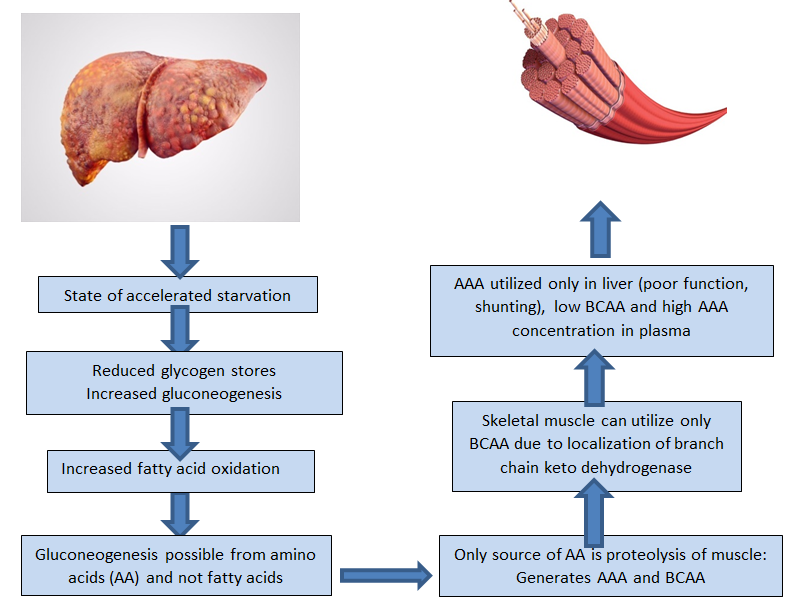 State of accelerated starvation
Reduced glycogen stores
Increased gluconeogenesis
Increased fatty acid oxidation
Gluconeogenesis possible from amino
acids (AA) and not fatty acids
Only source of AA is proteolysis of muscle:
Generates AAA and BCAA
Skeletal muscle can utilize only
BCAA due to localization of branch
chain keto dehydrogenase
AAA utilized only in liver (poor function,
shunting), low BCAA and high AAA
concentration in plasma